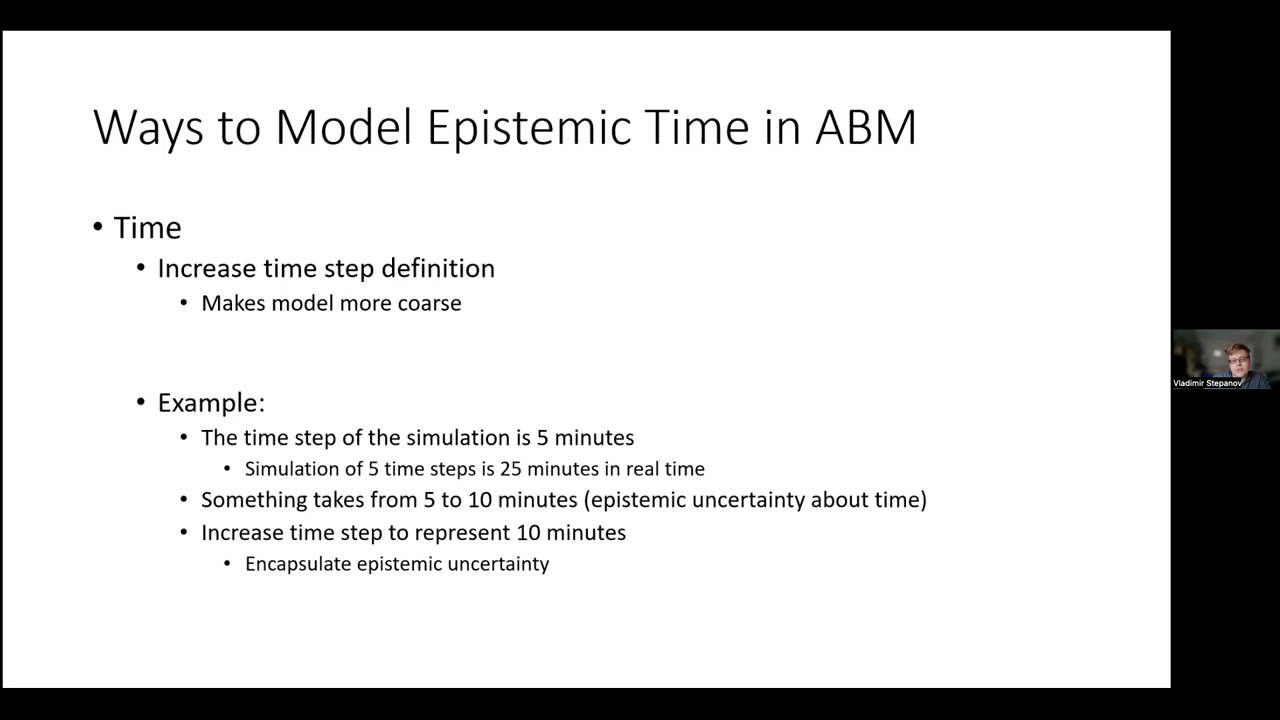 Ways to Model Epistemic Time in ABM
• Time
• Increase time step definition
• Makes model more coarse
• Example:
• The time step of the simulation is 5 minutes
• Simulation of 5 time steps is 25 minutes in real time
• Something takes from 5 to 10 minutes (epistemic uncertainty about time)
• Increase time step to represent 10 minutes
• Encapsulate epistemic uncertainty
Vladimir Stepanov